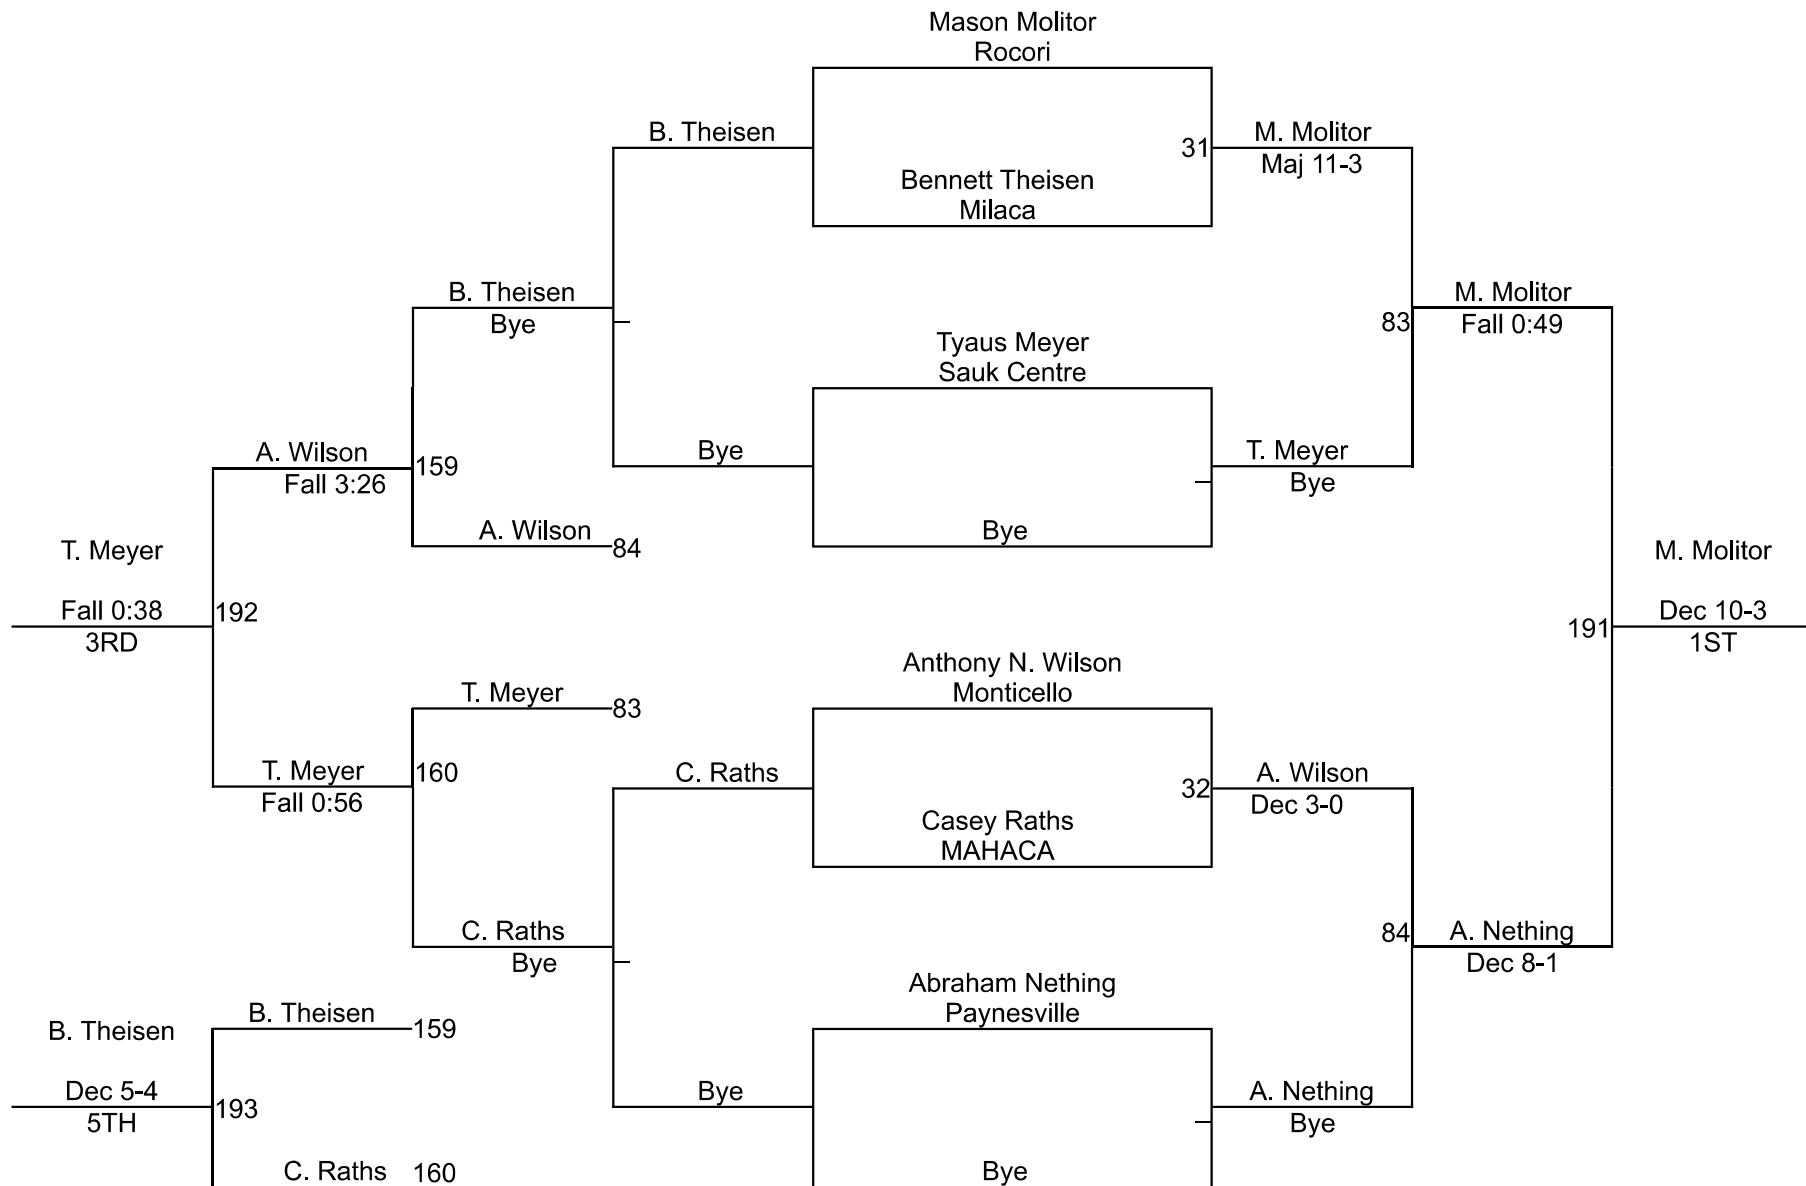 Mason Molitor
Rocori
B. Theisen
31
M. Molitor
Maj 11-3
Bennett Theisen
Milaca
B. Theisen
Bye
M. Molitor
Fall 0:49
83
Tyaus Meyer
Sauk Centre
A. Wilson
Fall 3:26
159
Bye
T. Meyer
Bye
A. Wilson
84
Bye
T. Meyer
Fall 0:38
3RD
192
M. Molitor
Dec 10-3
1ST
191
Anthony N. Wilson
Monticello
T. Meyer
83
T. Meyer
Fall 0:56
160
C. Raths
32
A. Wilson
Dec 3-0
Casey Raths
MAHACA
C. Raths
Bye
84
A. Nething
Dec 8-1
Abraham Nething
Paynesville
B. Theisen
159
B. Theisen
Dec 5-4
5TH
193
Bye
A. Nething
Bye
C. Raths
160
Bye